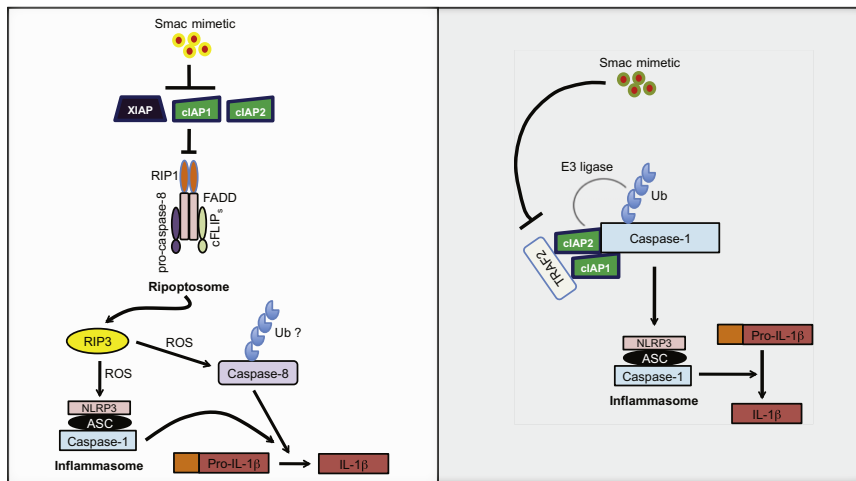 Smac mimetic
XIAP
cIAP1
cIAP2
RIP1
FADD
pro-caspase-8
cFLIPs
Ripoptosome
RIP3
ROS
Ub ?
ROS
Caspase-8
NLRP3
ASC
Caspase-1
Inflammasome
Pro-IL-1β
IL-1β
Smac mimetic
E3 ligase
Ub
cIAP2
Caspase-1
cIAP1
TRAF2
NLRP3
ASC
Caspase-1
Inflammasome
Pro-IL-1β
IL-1β